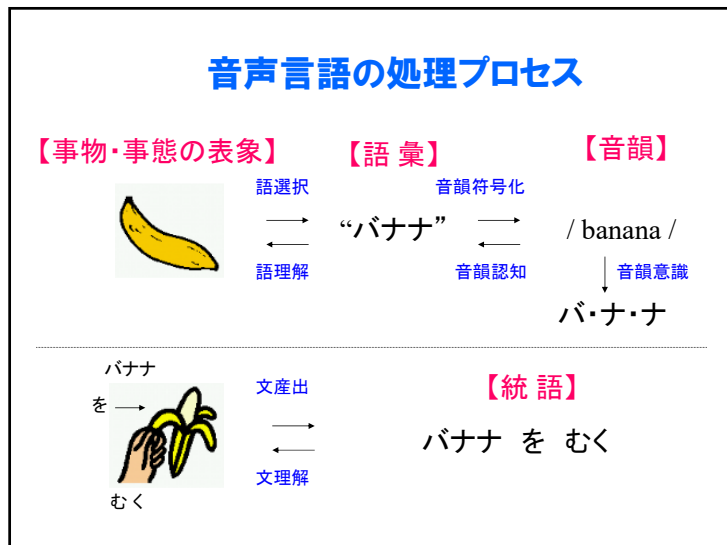 音声言語の処理プロセス
【事物・事態の表象】
【語 彙】
【音韻】
語選択
音韻符号化
“バナナ”
/ banana /
語理解
音韻認知
音韻意識
バ・ナ・ナ
バナナ
を
むく
文産出
文理解
【統 語】
バナナ を むく